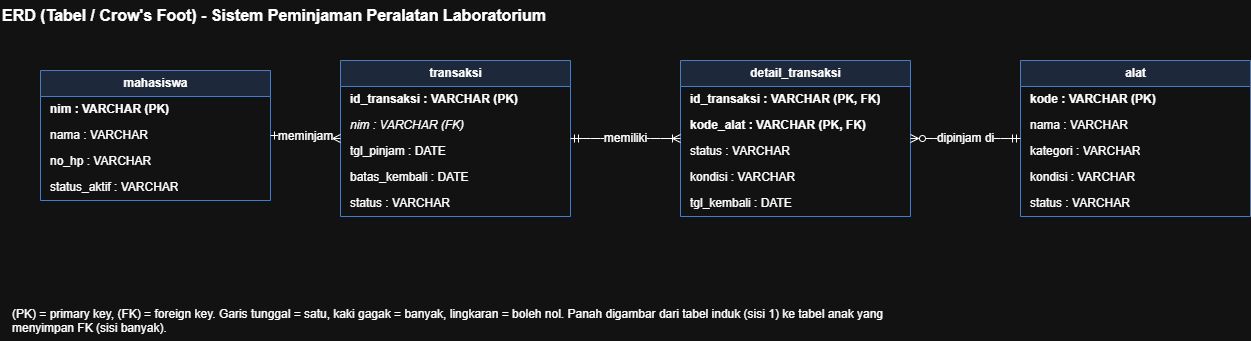 ERD (Tabel / Crow's Foot) - Sistem Peminjaman Peralatan Laboratorium
mahasiswa
nim : VARCHAR (PK)
nama : VARCHAR
no_hp : VARCHAR
status_aktif : VARCHAR
meminjam
transaksi
id_transaksi : VARCHAR (PK)
nim : VARCHAR (FK)
tgl_pinjam : DATE
batas_kembali : DATE
status : VARCHAR
memiliki
detail_transaksi
id_transaksi : VARCHAR (PK, FK)
kode_alat : VARCHAR (PK, FK)
status : VARCHAR
kondisi : VARCHAR
tgl_kembali : DATE
dipinjam di
alat
kode : VARCHAR (PK)
nama : VARCHAR
kategori : VARCHAR
kondisi : VARCHAR
status : VARCHAR
(PK) = primary key, (FK) = foreign key. Garis tunggal = satu, kaki gagak = banyak, lingkaran = boleh nol. Panah digambar dari tabel induk (sisi 1) ke tabel anak yang
menyimpan FK (sisi banyak).